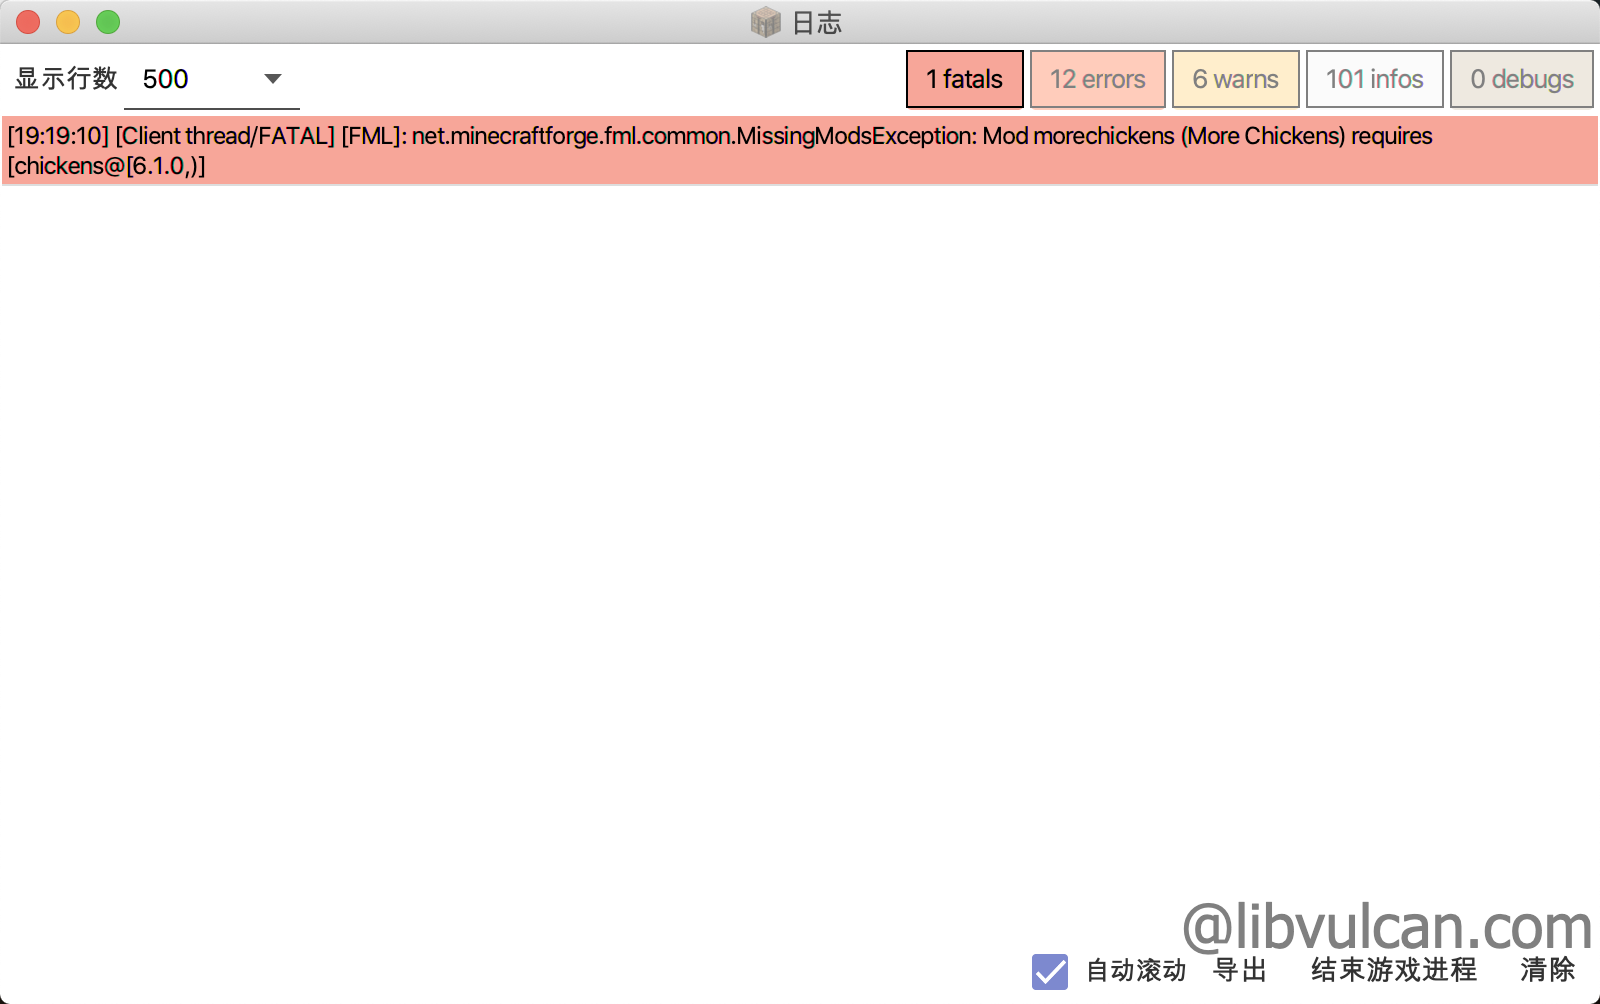 日志
显示行数 500 1 fatals 12 errors 6 warns 101 infos 0 debugs
[19:19:10] [Client thread/FATAL] [FML]: net.minecraftforge.fml.common.MissingModsException: Mod morechickens (More Chickens) requires
[chickens@[6.1.0,)]
@libvulcan.com
自动滚动 导出 结束游戏进程 清除